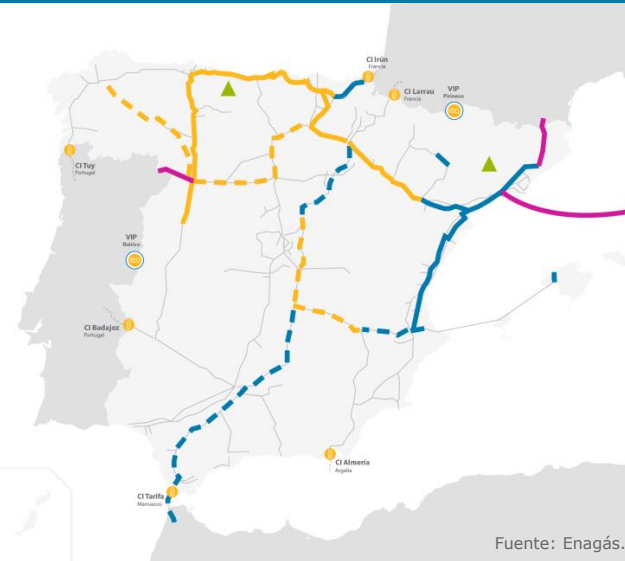 CI Irún
Francia
CI Larrau
Francia
VIP
Pirineos
CI Tuy
Portugal
VIP
Ibérico
CI Badajoz
Portugal
CI Almería
Argelia
CI Tarifa
Marruecos
Fuente: Enagás.